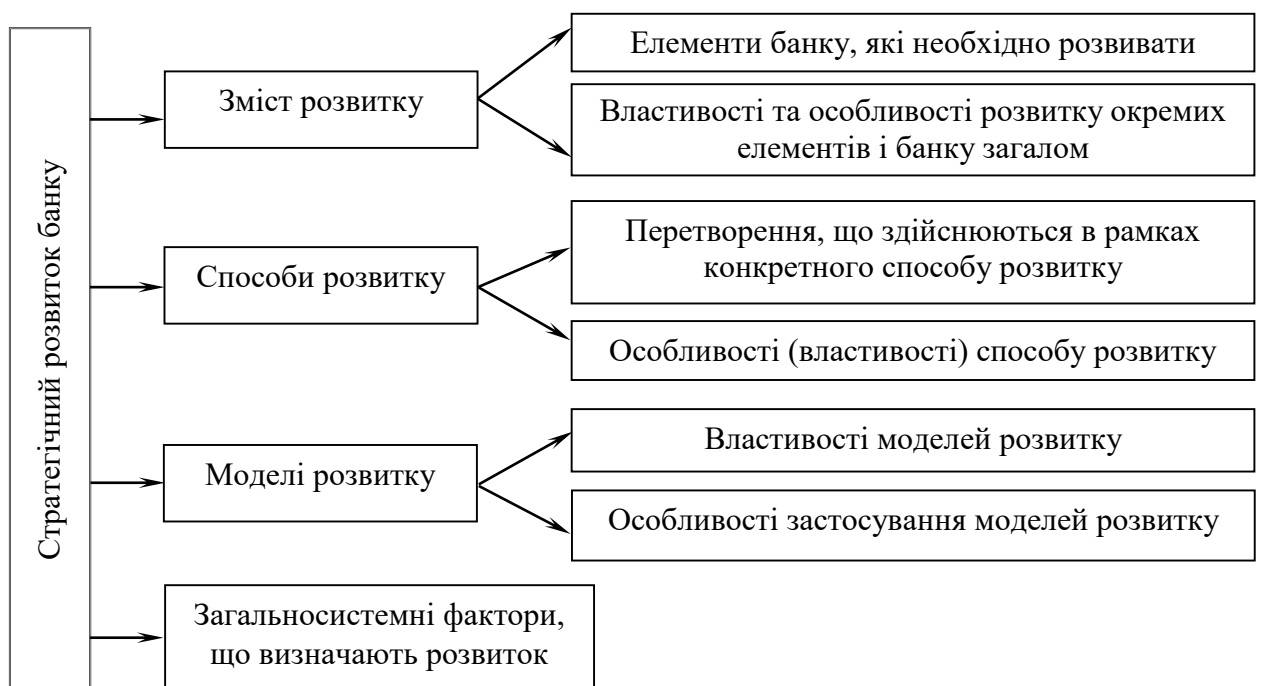 Стратегічний розвиток банку
Зміст розвитку
Елементи банку, які необхідно розвивати
Властивості та особливості розвитку окремих
елементів і банку загалом
Способи розвитку
Перетворення, що здійснюються в рамках
конкретного способу розвитку
Особливості (властивості) способу розвитку
Моделі розвитку
Властивості моделей розвитку
Особливості застосування моделей розвитку
Загальносистемні фактори,
що визначають розвиток